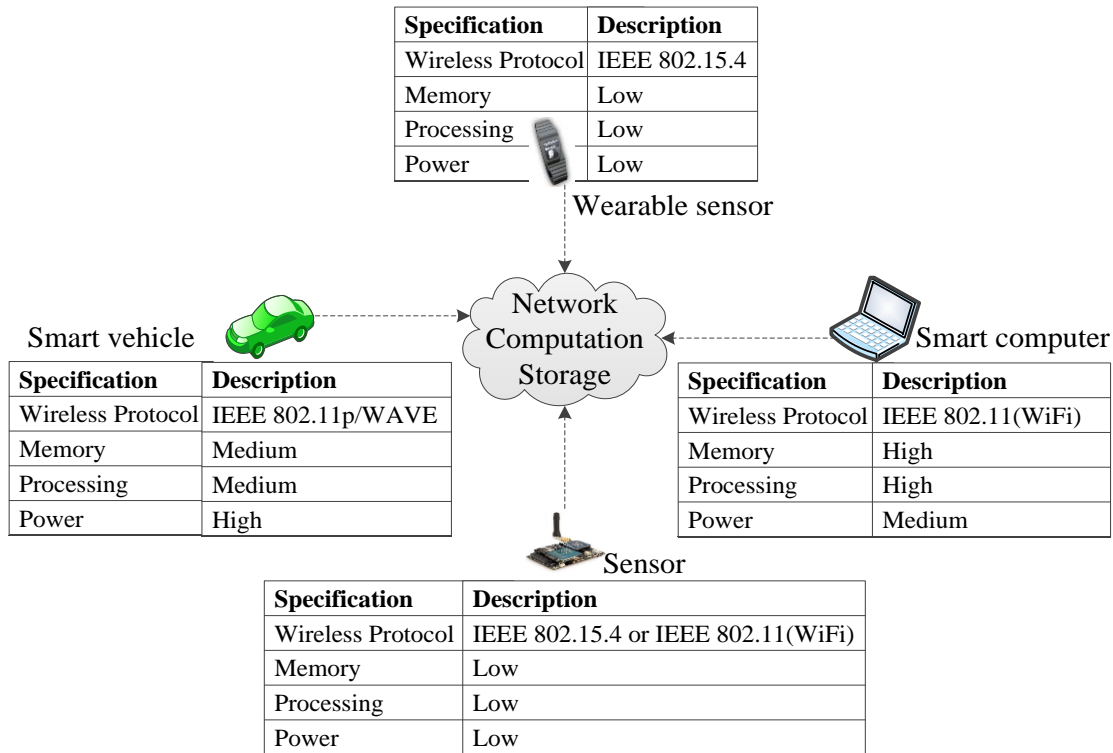 Specification Description
Wireless Protocol IEEE 802.15.4
Memory Low
Processing Low
Power Low
Wearable sensor
Network
Computation
Storage
Smart vehicle
Specification Description
Wireless Protocol IEEE 802.11p/WAVE
Memory Medium
Processing Medium
Power High
Smart computer
Specification Description
Wireless Protocol IEEE 802.11(WiFi)
Memory High
Processing High
Power Medium
Sensor
Specification Description
Wireless Protocol IEEE 802.15.4 or IEEE 802.11(WiFi)
Memory Low
Processing Low
Power Low